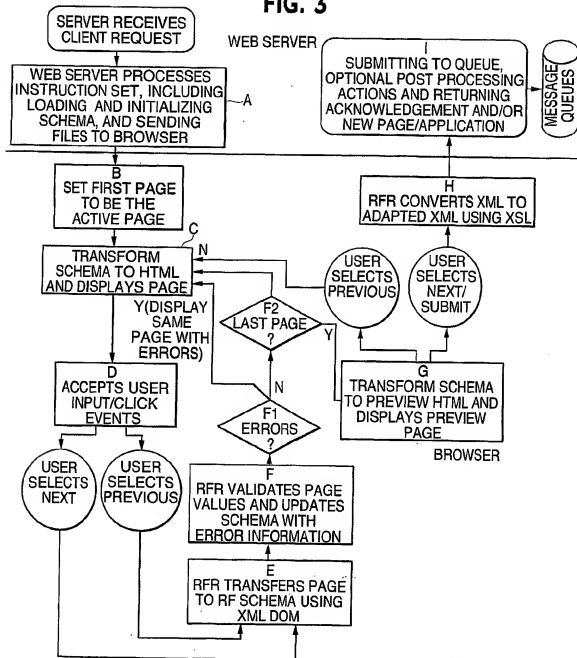 FIG. 3
SERVER RECEIVES
CLIENT REQUEST
WEB SERVER PROCESSES
INSTRUCTION SET, INCLUDING
LOADING AND INITIALIZING
SCHEMA, AND SENDING
FILES TO BROWSER
A
WEB SERVER
I
SUBMITTING TO QUEUE,
OPTIONAL POST PROCESSING
ACTIONS AND RETURNING
ACKNOWLEDGEMENT AND/OR
NEW PAGE/APPLICATION
MESSAGE
QUEUES
B
SET FIRST PAGE
TO BE THE
ACTIVE PAGE
C
TRANSFORM
SCHEMA TO HTML
AND DISPLAYS PAGE
N
Y(DISPLAY
SAME
PAGE WITH
ERRORS)
H
RFR CONVERTS XML TO
ADAPTED XML USING XSL
USER
SELECTS
PREVIOUS
USER
SELECTS
NEXT/
SUBMIT
F2
LAST PAGE
?
Y
N
G
TRANSFORM SCHEMA
TO PREVIEW HTML AND
DISPLAYS PREVIEW
PAGE
BROWSER
D
ACCEPTS USER
INPUT/CLICK
EVENTS
F1
ERRORS
?
USER
SELECTS
NEXT
USER
SELECTS
PREVIOUS
F
RFR VALIDATES PAGE
VALUES AND UPDATES
SCHEMA WITH
ERROR INFORMATION
E
RFR TRANSFERS PAGE
TO RF SCHEMA USING
XML DOM